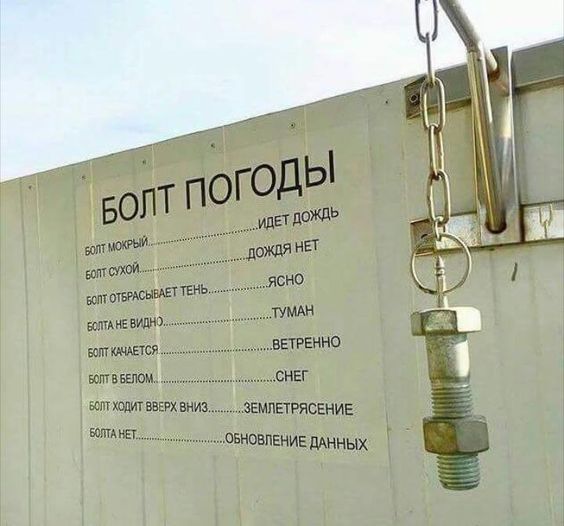 БОЛТ ПОГОДЫ
БОЛТ МОКРЫЙ..............................ИДЕТ ДОЖДЬ
БОЛТ СУХОЙ..............................ДОЖДЯ НЕТ
БОЛТ ОТБРАСЫВАЕТ ТЕНЬ................ЯСНО
БОЛТА НЕ ВИДНО...........................ТУМАН
БОЛТ КАЧАЕТСЯ............................ВЕТРЕННО
БОЛТ В БЕЛОМ..............................СНЕГ
БОЛТ ХОДИТ ВВЕРХ ВНИЗ.........ЗЕМЛЕТРЯСЕНИЕ
БОЛТА НЕТ.......................ОБНОВЛЕНИЕ ДАННЫХ